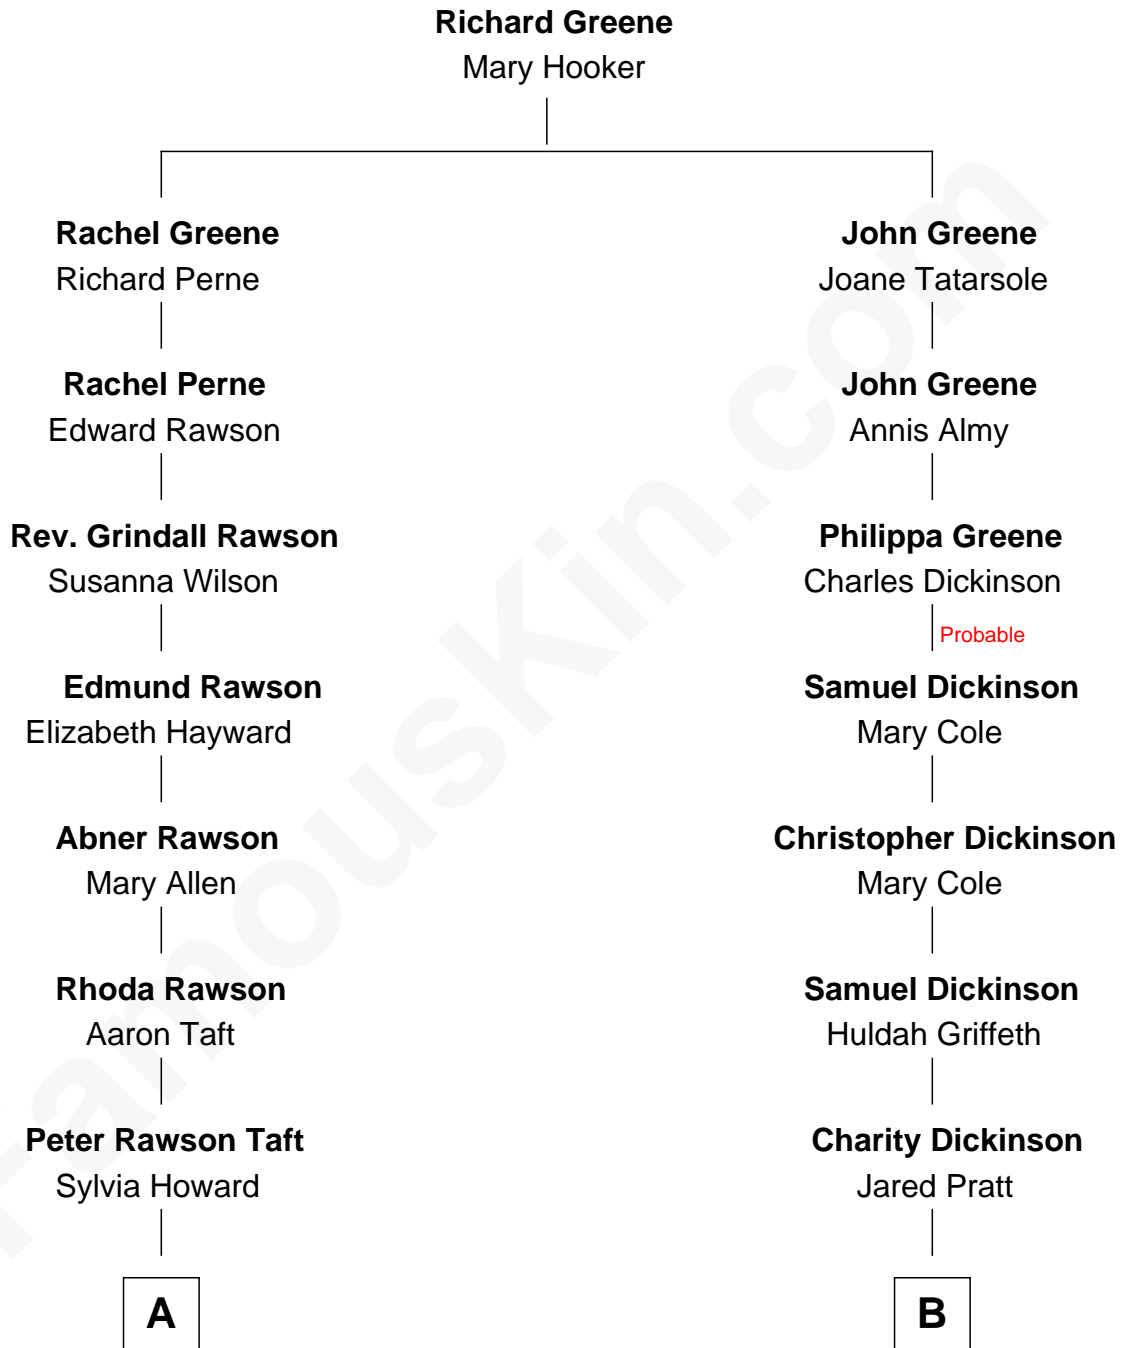 Richard Greene
Mary Hooker
Rachel Greene
Richard Perne
John Greene
Joane Tatarsole
Rachel Perne
Edward Rawson
John Greene
Annis Almy
Rev. Grindall Rawson
Susanna Wilson
Philippa Greene
Charles Dickinson
Probable
Edmund Rawson
Elizabeth Hayward
Samuel Dickinson
Mary Cole
Abner Rawson
Mary Allen
Christopher Dickinson
Mary Cole
Rhoda Rawson
Aaron Taft
Samuel Dickinson
Huldah Griffeth
Peter Rawson Taft
Sylvia Howard
Charity Dickinson
Jared Pratt
A
B
FamousKin.com